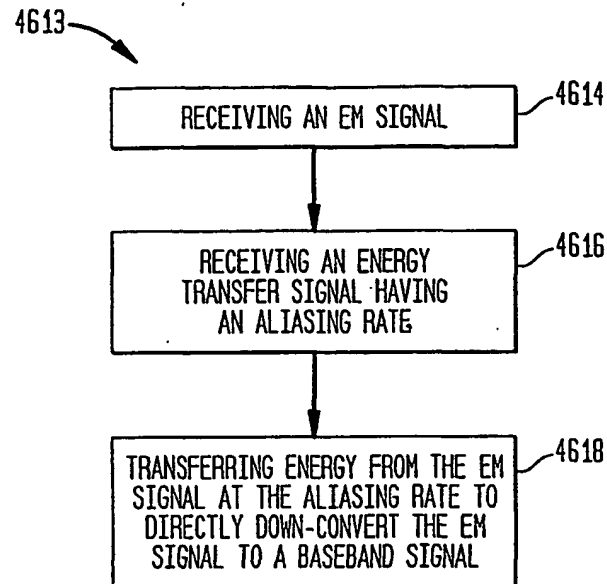 4613
RECEIVING AN EM SIGNAL
4614
RECEIVING AN ENERGY
TRANSFER SIGNAL HAVING
AN ALIASING RATE
4616
TRANSFERRING ENERGY FROM THE EM
SIGNAL AT THE ALIASING RATE TO
DIRECTLY DOWN-CONVERT THE EM
SIGNAL TO A BASEBAND SIGNAL
4618